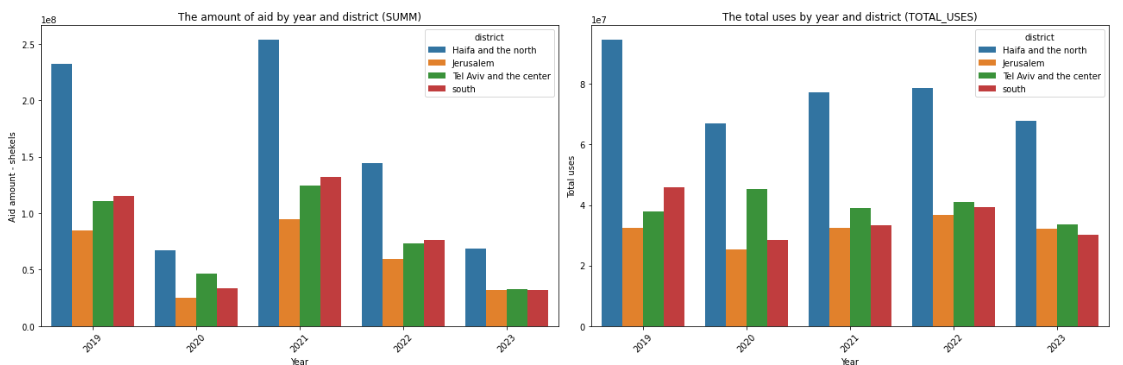 The amount of aid by year and district (SUMM)
1e8
Aid amount - shekels
2.5
2.0
1.5
1.0
0.5
0.0
district
Haifa and the north
Jerusalem
Tel Aviv and the center
south
2019
2020
2021
2022
2023
Year
The total uses by year and district (TOTAL_USES)
1e7
Total uses
8
6
4
2
0
district
Haifa and the north
Jerusalem
Tel Aviv and the center
south
2019
2020
2021
2022
2023
Year